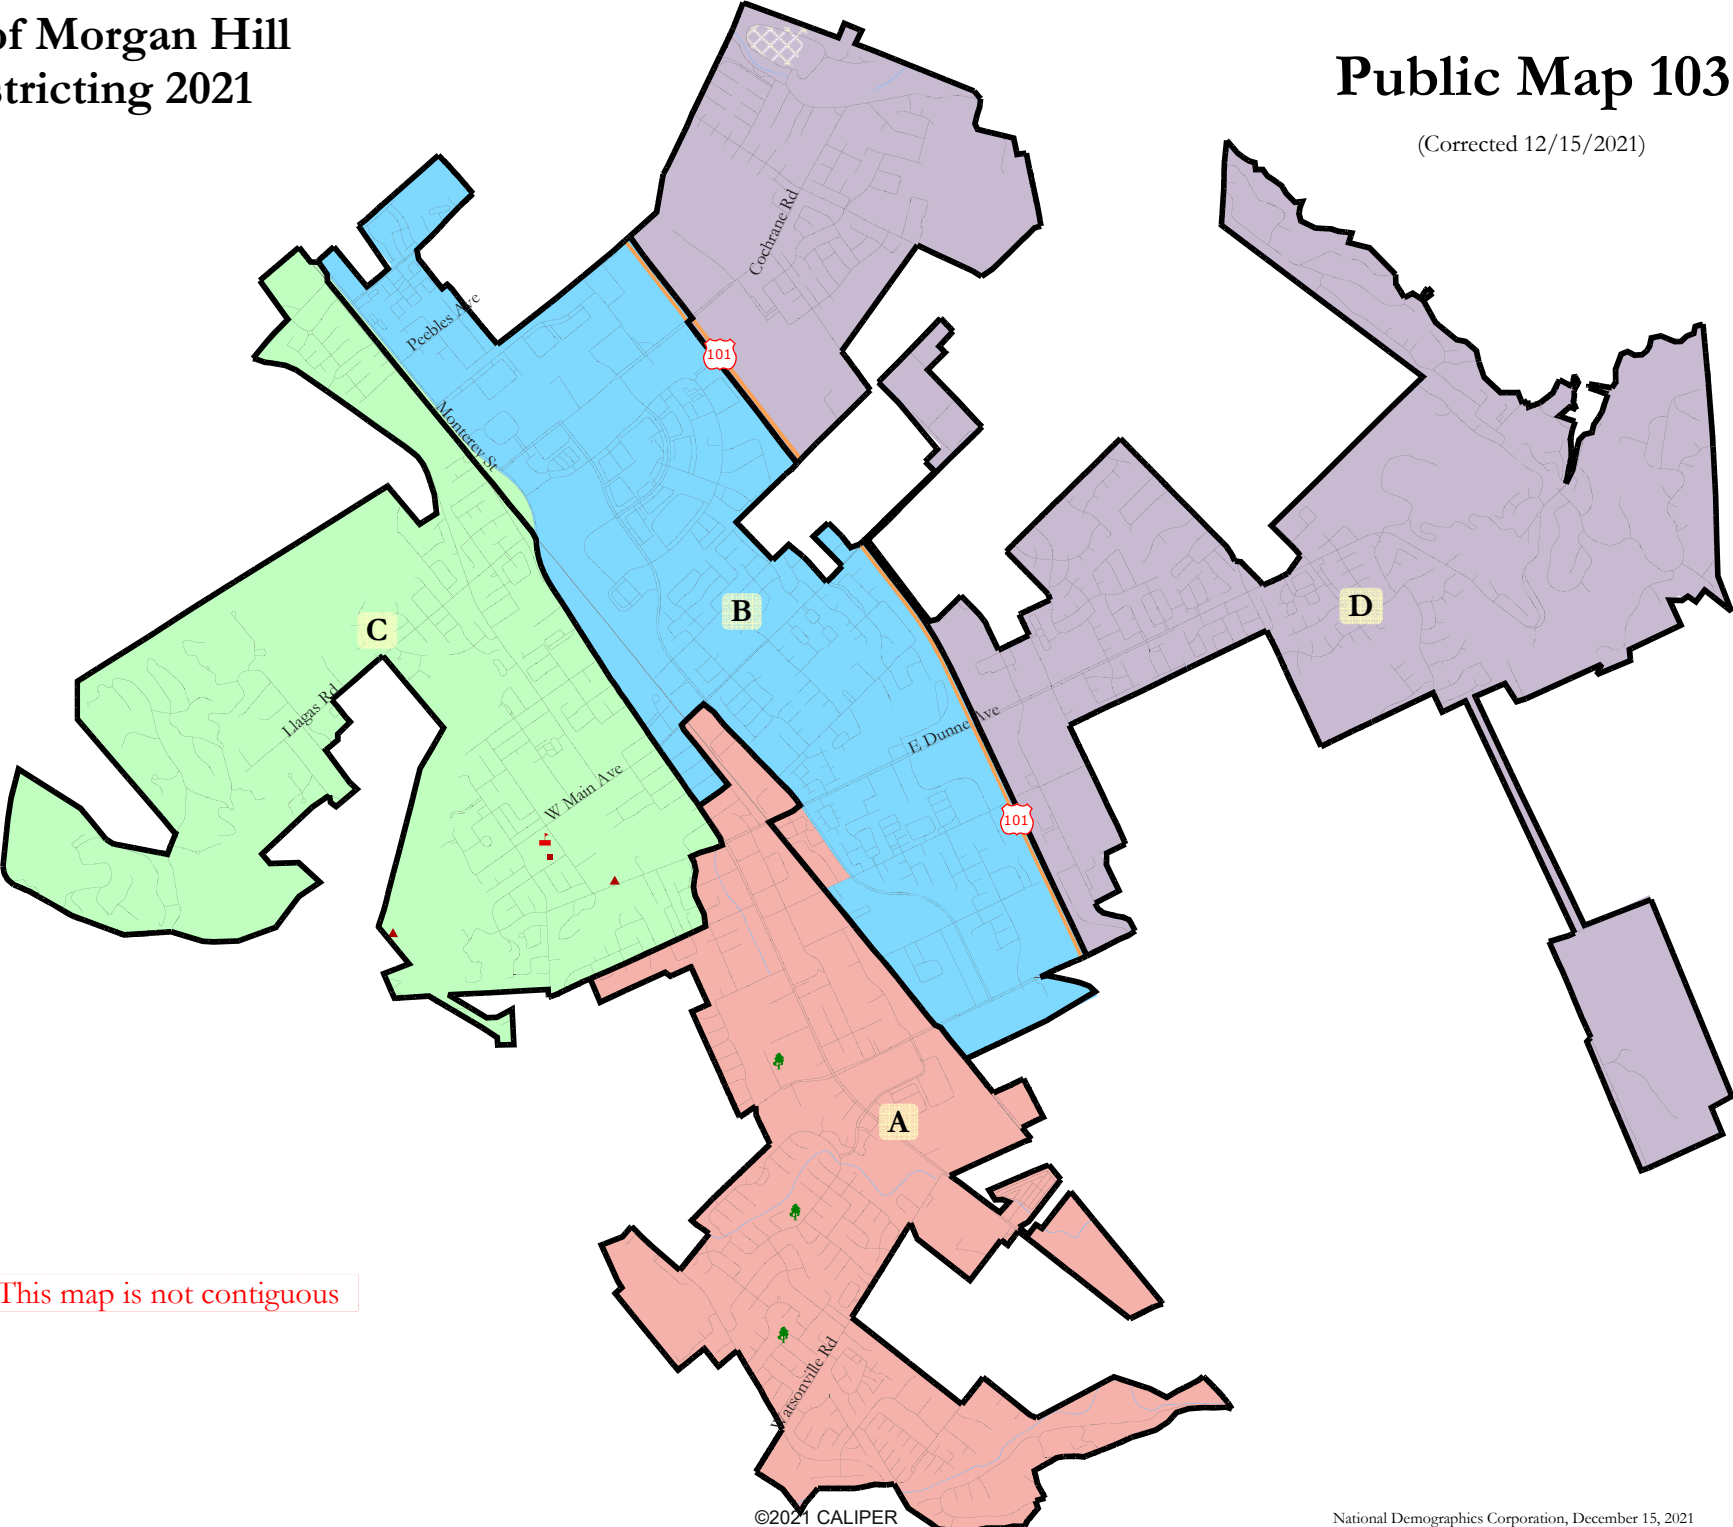 of Morgan Hill
stricting 2021
Public Map 103
(Corrected 12/15/2021)
Cochrane Rd
Peebles Ave
101
Monterey St
B
D
C
Llagas Rd
E Dunne Ave
W Main Ave
101
A
This map is not contiguous
Watsonville Rd
©2021 CALIPER
National Demographics Corporation, December 15, 2021